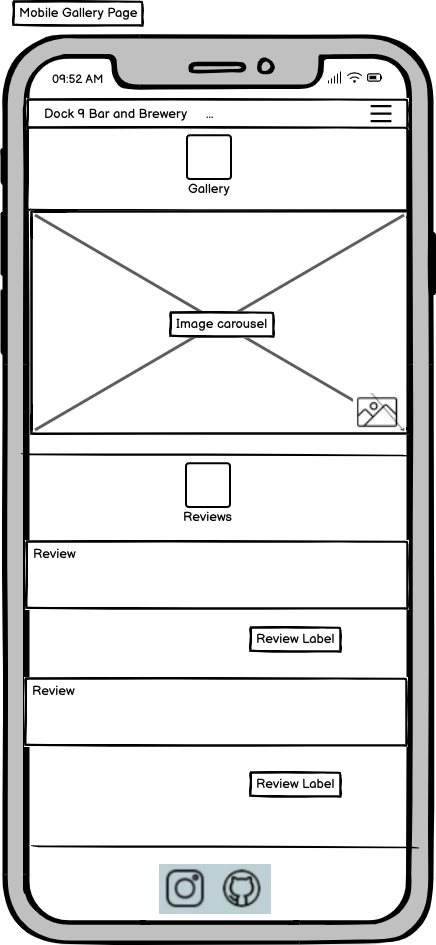 Mobile Gallery Page
09:52 AM
Dock 9 Bar and Brewery ...
Gallery
Image carousel
Reviews
Review
Review Label
Review
Review Label